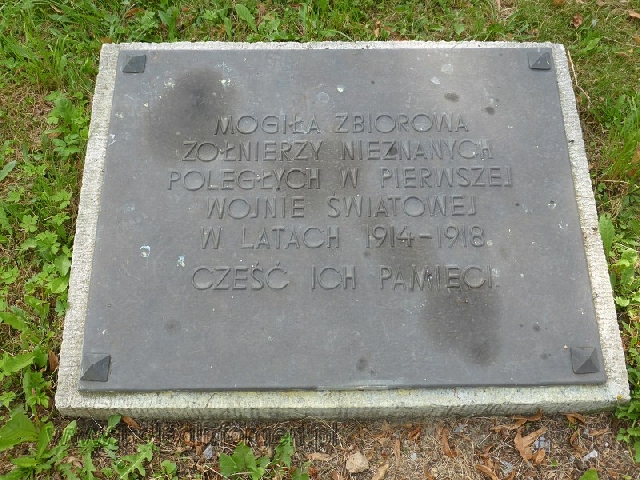 MOGIŁA ZBIOROWA
ŻOŁNIERZY NIEZNANYCH
POLEGŁYCH W PIERWSZEJ
WOJNIE ŚWIATOWEJ
W LATACH 1914-1918
CZEŚĆ ICH PAMIĘCI.